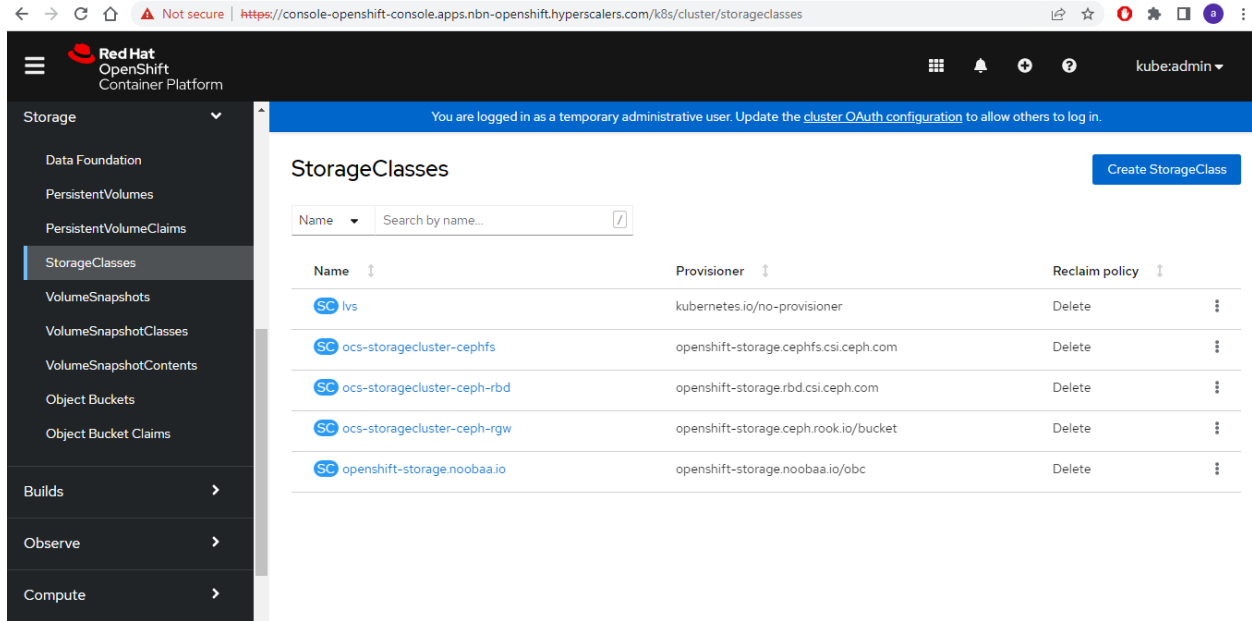 Not secure | https://console-openshift-console.apps.nbn-openshift.hyperscalers.com/k8s/cluster/storageclasses
a
Red Hat
OpenShift
Container Platform
kube:admin
You are logged in as a temporary administrative user. Update the cluster OAuth configuration to allow others to log in.
Storage
Data Foundation
PersistentVolumes
PersistentVolumeClaims
StorageClasses
VolumeSnapshots
VolumeSnapshotClasses
VolumeSnapshotContents
Object Buckets
Object Bucket Claims
Builds
Observe
Compute
StorageClasses
Create StorageClass
Name Search by name... /
Name Provisioner Reclaim policy
SC lvs kubernetes.io/no-provisioner Delete
SC ocs-storagecluster-cephfs openshift-storage.cephfs.csi.ceph.com Delete
SC ocs-storagecluster-ceph-rbd openshift-storage.rbd.csi.ceph.com Delete
SC ocs-storagecluster-ceph-rgw openshift-storage.ceph.rook.io/bucket Delete
SC openshift-storage.noobaa.io openshift-storage.noobaa.io/obc Delete